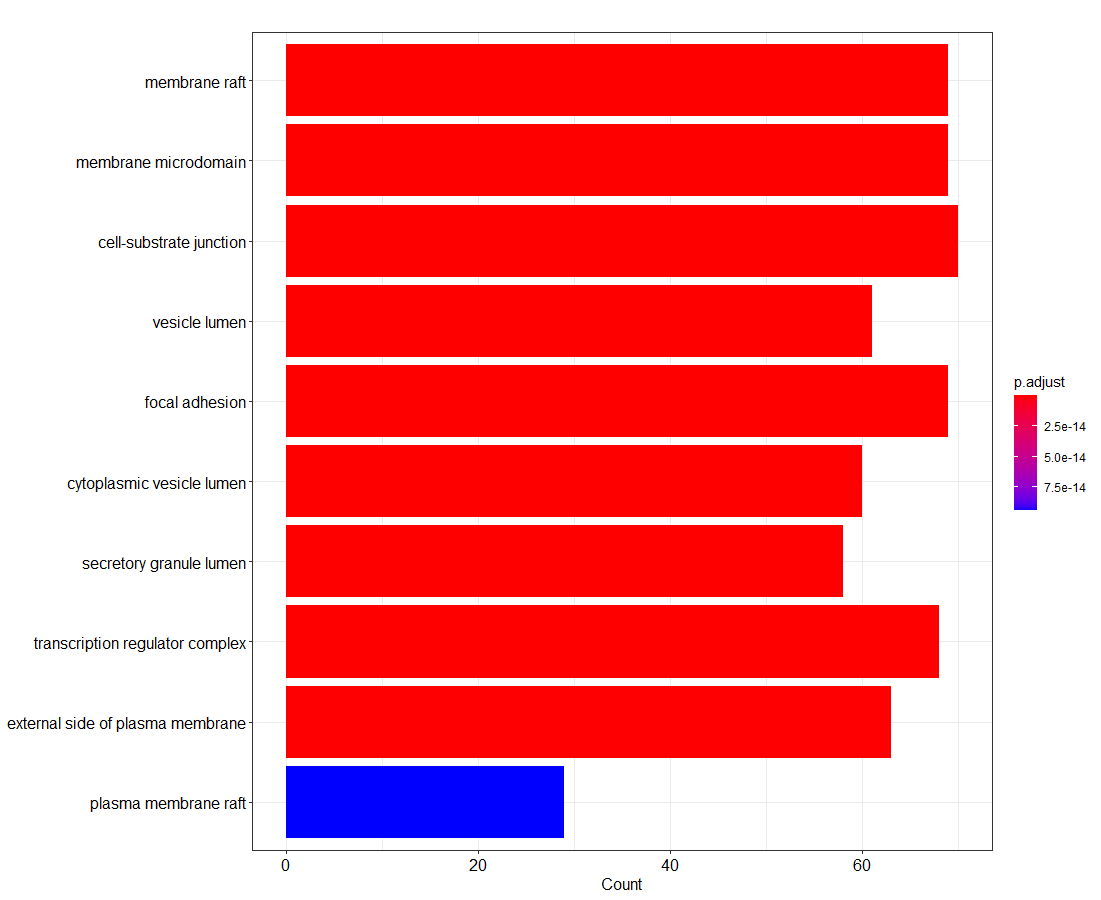 membrane raft
membrane microdomain
cell-substrate junction
vesicle lumen
focal adhesion
cytoplasmic vesicle lumen
secretory granule lumen
transcription regulator complex
external side of plasma membrane
plasma membrane raft
0 20 40 60
Count
p.adjust
2.5e-14
5.0e-14
7.5e-14